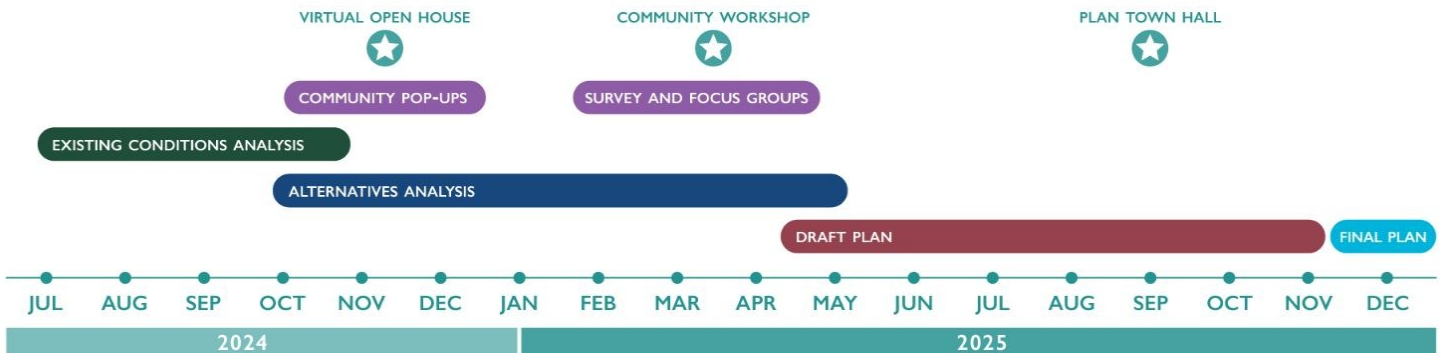 VIRTUAL OPEN HOUSE
COMMUNITY WORKSHOP
PLAN TOWN HALL
COMMUNITY POP-UPS
SURVEY AND FOCUS GROUPS
EXISTING CONDITIONS ANALYSIS
ALTERNATIVES ANALYSIS
DRAFT PLAN
FINAL PLAN
JUL AUG SEP OCT NOV DEC JAN FEB MAR APR MAY JUN JUL AUG SEP OCT NOV DEC
2024 2025